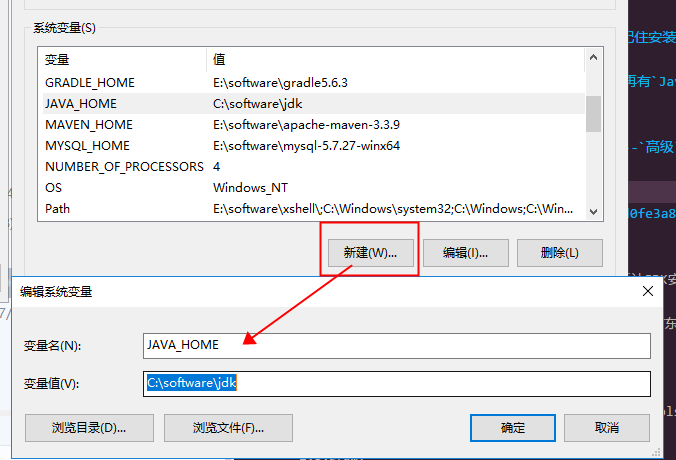 系统变量(S)
变量 值
GRADLE_HOME E:\software\gradle5.6.3
JAVA_HOME C:\software\jdk
MAVEN_HOME E:\software\apache-maven-3.3.9
MYSQL_HOME E:\software\mysql-5.7.27-winx64
NUMBER_OF_PROCESSORS 4
OS Windows_NT
Path E:\software\xshell\;C:\Windows\system32;C:\Windows;C:\Win...
新建(W)... 编辑(I)... 删除(L)
编辑系统变量
变量名(N): JAVA_HOME
变量值(V): C:\software\jdk
浏览目录(D)... 浏览文件(F)... 确定 取消
记住安装
再有`Jav
-`高级
0fe3a8
东
ols